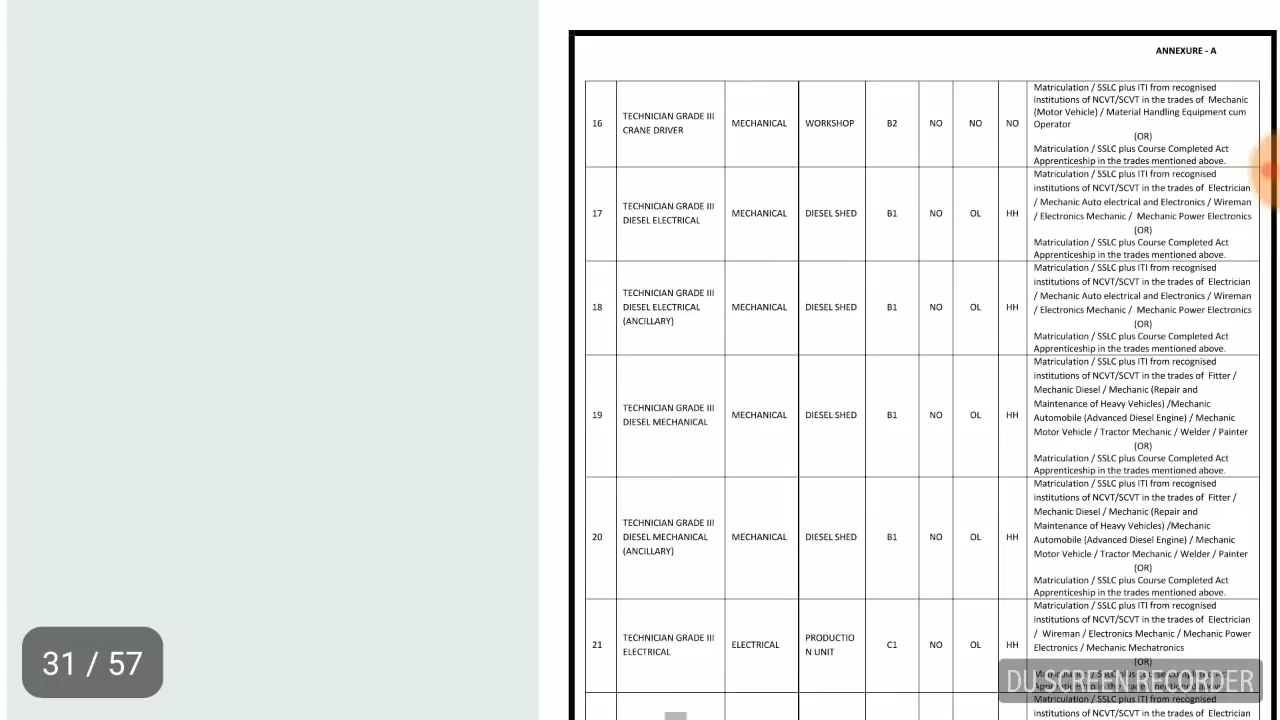 ANNEXURE - A
16
TECHNICIAN GRADE III
CRANE DRIVER
MECHANICAL
WORKSHOP
B2
NO
NO
NO
Matriculation / SSLC plus ITI from recognised
institutions of NCVT/SCVT in the trades of Mechanic
(Motor Vehicle) / Material Handling Equipment cum
Operator
(OR)
Matriculation / SSLC plus Course Completed Act
Apprenticeship in the trades mentioned above.
17
TECHNICIAN GRADE III
DIESEL ELECTRICAL
MECHANICAL
DIESEL SHED
B1
NO
OL
HH
Matriculation / SSLC plus ITI from recognised
institutions of NCVT/SCVT in the trades of Electrician
/ Mechanic Auto electrical and Electronics / Wireman
/ Electronics Mechanic / Mechanic Power Electronics
(OR)
Matriculation / SSLC plus Course Completed Act
Apprenticeship in the trades mentioned above.
18
TECHNICIAN GRADE III
DIESEL ELECTRICAL
(ANCILLARY)
MECHANICAL
DIESEL SHED
B1
NO
OL
HH
Matriculation / SSLC plus ITI from recognised
institutions of NCVT/SCVT in the trades of Electrician
/ Mechanic Auto electrical and Electronics / Wireman
/ Electronics Mechanic / Mechanic Power Electronics
(OR)
Matriculation / SSLC plus Course Completed Act
Apprenticeship in the trades mentioned above.
19
TECHNICIAN GRADE III
DIESEL MECHANICAL
MECHANICAL
DIESEL SHED
B1
NO
OL
HH
Matriculation / SSLC plus ITI from recognised
institutions of NCVT/SCVT in the trades of Fitter /
Mechanic Diesel / Mechanic (Repair and
Maintenance of Heavy Vehicles) /Mechanic
Automobile (Advanced Diesel Engine) / Mechanic
Motor Vehicle / Tractor Mechanic / Welder / Painter
(OR)
Matriculation / SSLC plus Course Completed Act
Apprenticeship in the trades mentioned above.
20
TECHNICIAN GRADE III
DIESEL MECHANICAL
(ANCILLARY)
MECHANICAL
DIESEL SHED
B1
NO
OL
HH
Matriculation / SSLC plus ITI from recognised
institutions of NCVT/SCVT in the trades of Fitter /
Mechanic Diesel / Mechanic (Repair and
Maintenance of Heavy Vehicles) /Mechanic
Automobile (Advanced Diesel Engine) / Mechanic
Motor Vehicle / Tractor Mechanic / Welder / Painter
(OR)
Matriculation / SSLC plus Course Completed Act
Apprenticeship in the trades mentioned above.
21
TECHNICIAN GRADE III
ELECTRICAL
ELECTRICAL
PRODUCTIO
N UNIT
C1
NO
OL
HH
Matriculation / SSLC plus ITI from recognised
institutions of NCVT/SCVT in the trades of Electrician
/ Wireman / Electronics Mechanic / Mechanic Power
Electronics / Mechanic Mechatronics
(OR)
Matriculation / SSLC plus Course Completed Act
Apprenticeship in the trades mentioned above.
Matriculation / SSLC plus ITI from recognised
institutions of NCVT/SCVT in the trades of Electrician
31 / 57
DU SCREEN RECORDER